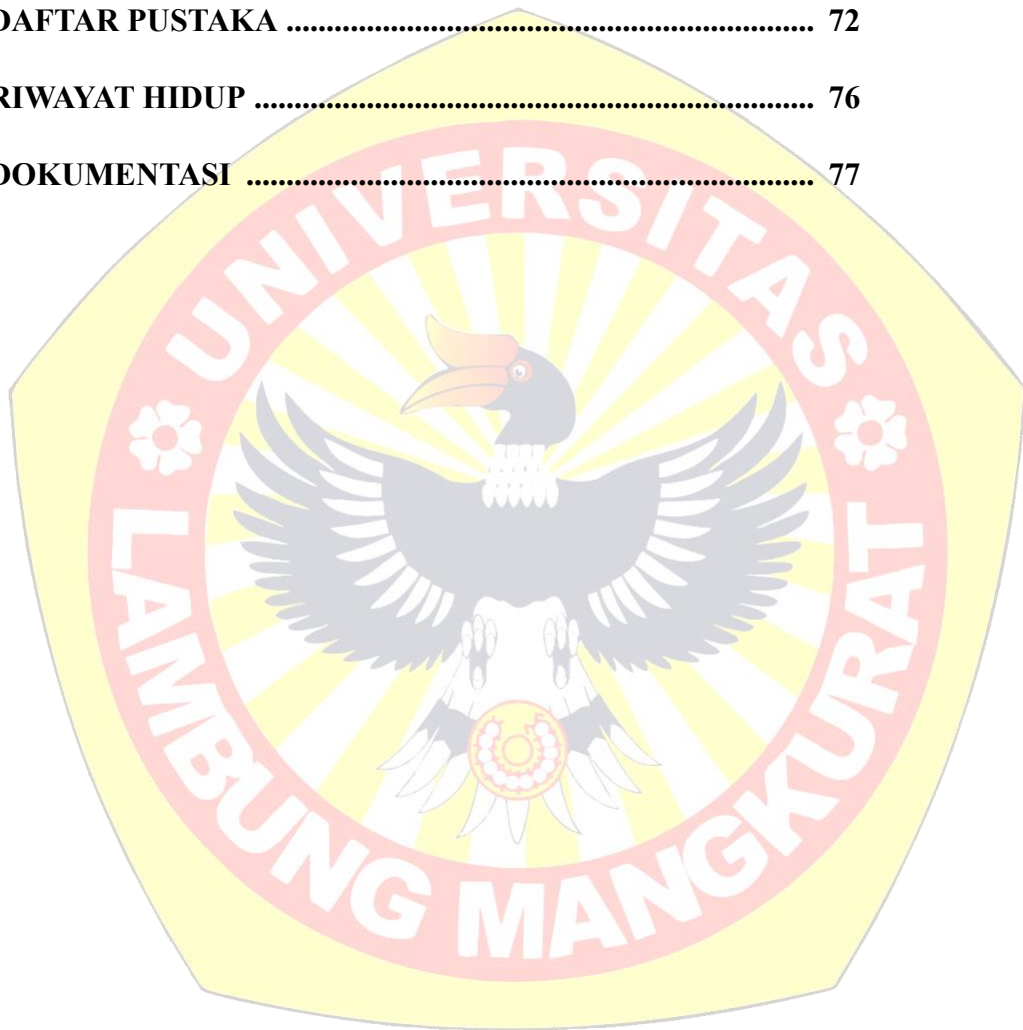 DAFTAR PUSTAKA ................................................................. 72
RIWAYAT HIDUP ..................................................................... 76
DOKUMENTASI ...................................................................... 77
UNIVERSITAS
LAMBUNG MANGKURAT